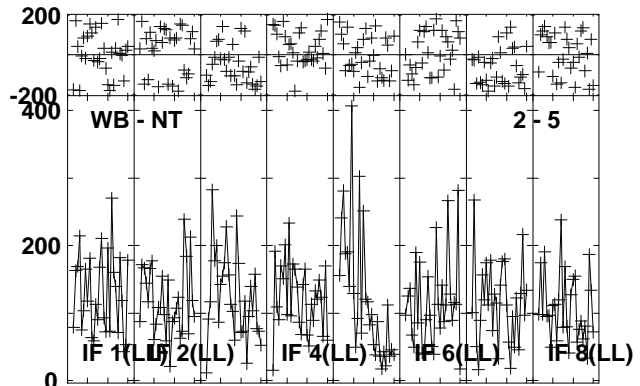 200
-200
400
WB - NT 2 - 5
200
0
IF 1(LL) IF 2(LL) IF 4(LL) IF 6(LL) IF 8(LL)